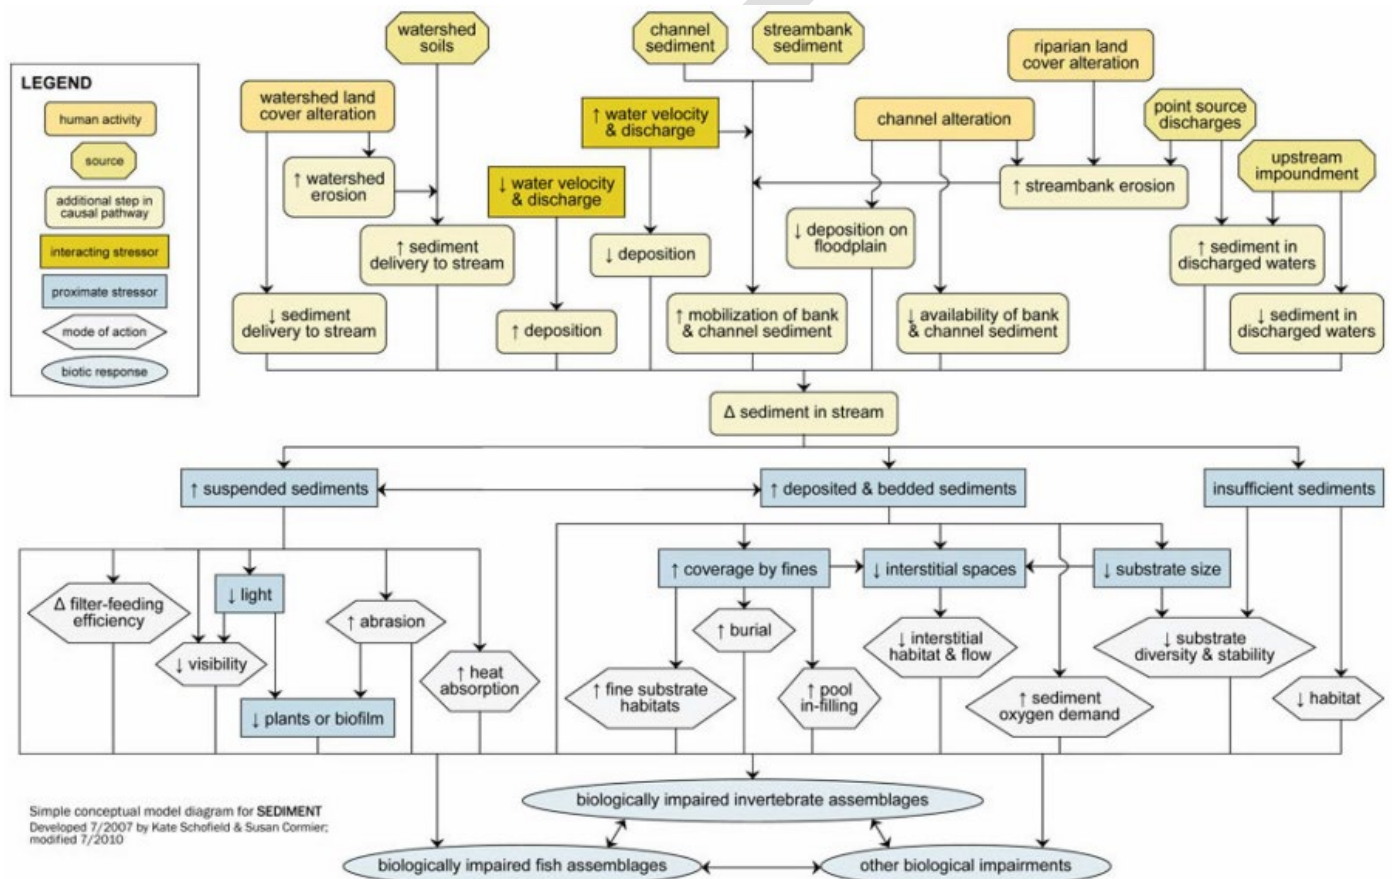 watershed
soils
channel
sediment
streambank
sediment
riparian land
cover alteration
LEGEND
human activity
source
additional step in
causal pathway
interacting stressor
proximate stressor
mode of action
biotic response
watershed land
cover alteration
↑ water velocity
& discharge
channel alteration
point source
discharges
upstream
impoundment
↑ watershed
erosion
↓ water velocity
& discharge
↑ streambank erosion
↑ sediment
delivery to stream
↓ deposition
↓ deposition on
floodplain
↑ sediment in
discharged waters
↓ sediment
delivery to stream
↑ deposition
↑ mobilization of bank
& channel sediment
↓ availability of bank
& channel sediment
↓ sediment in
discharged waters
Δ sediment in stream
↑ suspended sediments
↑ deposited & bedded sediments
insufficient sediments
↑ coverage by fines
↓ interstitial spaces
↓ substrate size
Δ filter-feeding
efficiency
↓ light
↑ abrasion
↓ visibility
↑ heat
absorption
↓ plants or biofilm
↑ burial
↓ interstitial
habitat & flow
↓ substrate
diversity & stability
↑ fine substrate
habitats
↑ pool
in-filling
↑ sediment
oxygen demand
↓ habitat
Simple conceptual model diagram for SEDIMENT
Developed 7/2007 by Kate Schofield & Susan Cormier;
modified 7/2010
biologically impaired invertebrate assemblages
biologically impaired fish assemblages
other biological impairments